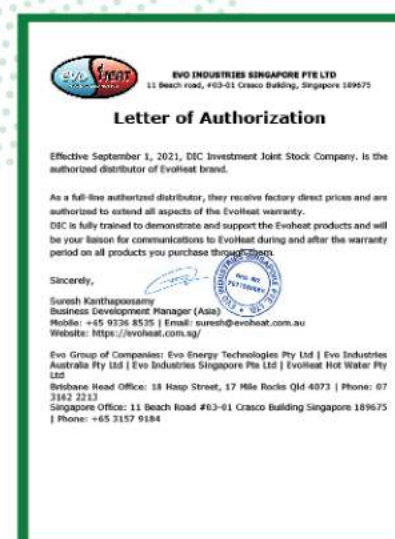 EVO HEAT
EVO INDUSTRIES SINGAPORE PTE LTD
11 Beach road, #03-01 Crasco Building, Singapore 189675
Letter of Authorization
Effective September 1, 2021, DIC Investment Joint Stock Company. is the
authorized distributor of EvoHeat brand.
As a full-line authorized distributor, they receive factory direct prices and are
authorized to extend all aspects of the EvoHeat warranty.
DIC is fully trained to demonstrate and support the Evoheat products and will
be your liaison for communications to EvoHeat during and after the warranty
period on all products you purchase through them.
Sincerely,
Suresh Kanthapoosamy
Business Development Manager (Asia)
Mobile: +65 9336 8535 | Email: suresh@evoheat.com.au
Website: https://evoheat.com.sg/
Evo Group of Companies: Evo Energy Technologies Pty Ltd | Evo Industries
Australia Pty Ltd | Evo Industries Singapore Pte Ltd | EvoHeat Hot Water Pty
Ltd
Brisbane Head Office: 18 Hasp Street, 17 Mile Rocks Qld 4073 | Phone: 07
3162 2213
Singapore Office: 11 Beach Road #03-01 Crasco Building Singapore 189675
| Phone: +65 3157 9184